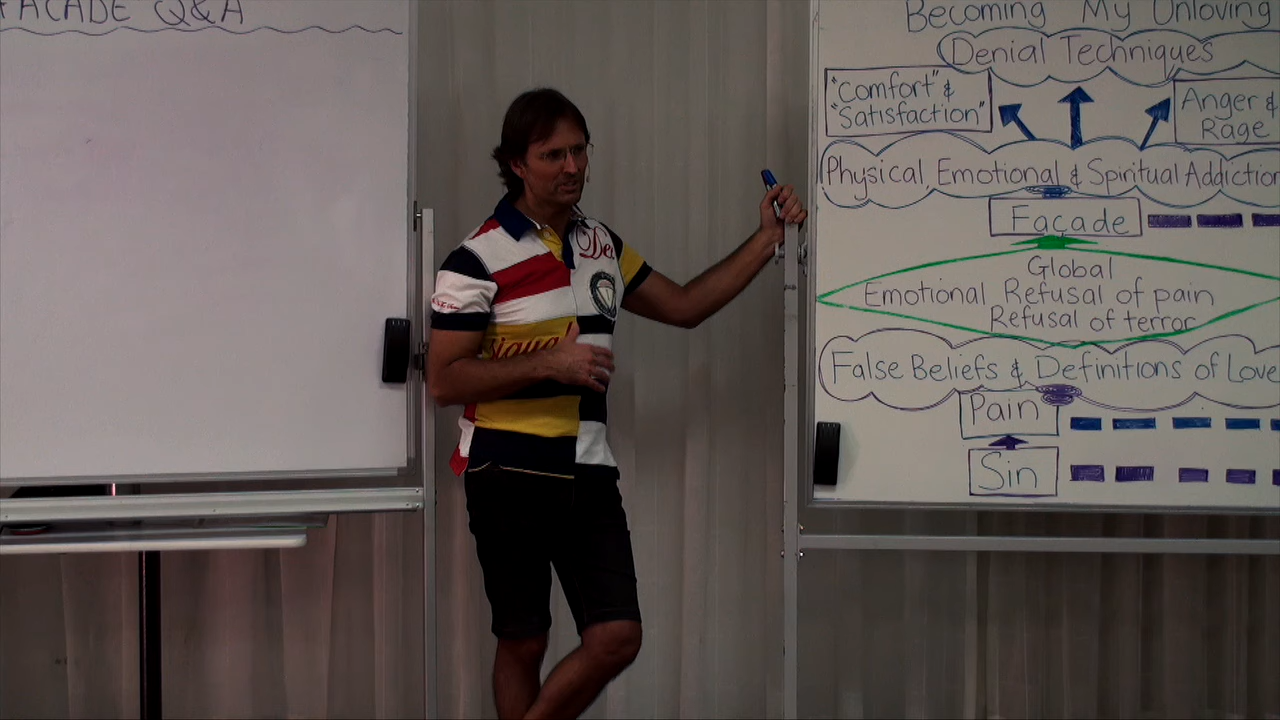 FACADE Q&A
Becoming My Unloving
Denial Techniques
"Comfort" &
"Satisfaction"
Anger &
Rage
Physical, Emotional & Spiritual Addiction
Façade
Global
Emotional Refusal of pain
Refusal of terror
False Beliefs & Definitions of Love
Pain
Sin
De